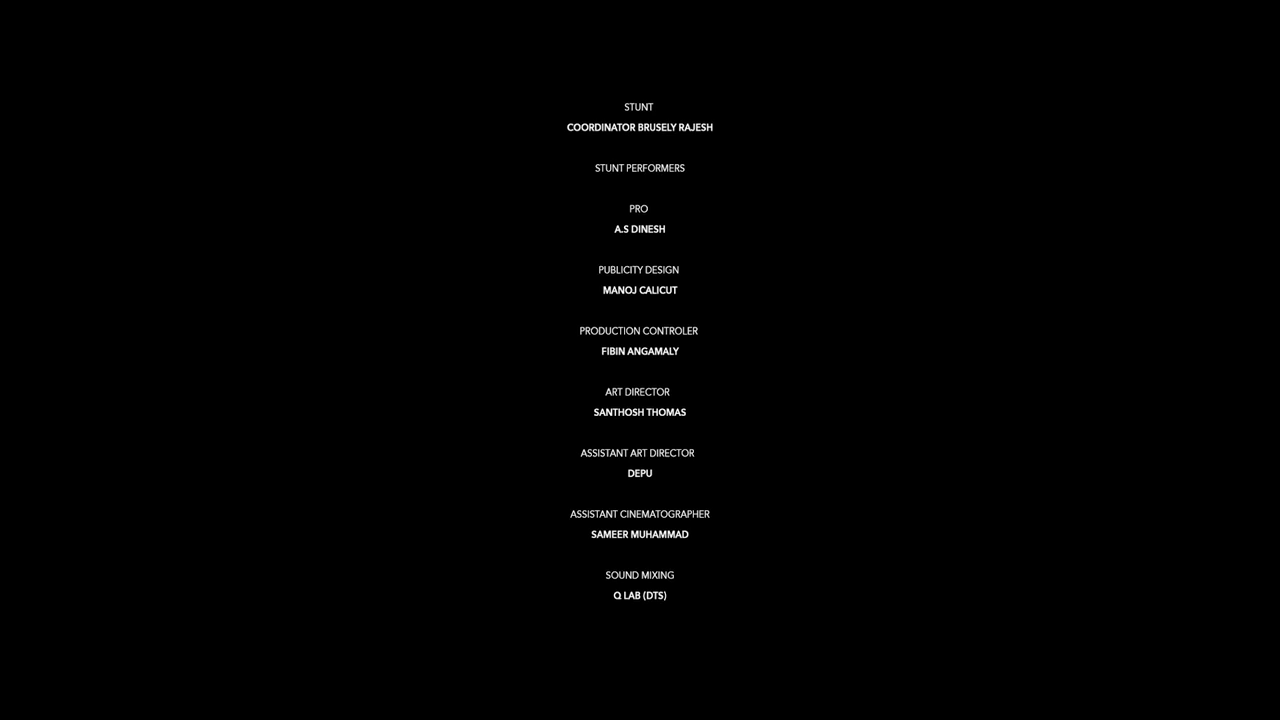 STUNT
COORDINATOR BRUSELY RAJESH
STUNT PERFORMERS
PRO
A.S DINESH
PUBLICITY DESIGN
MANOJ CALICUT
PRODUCTION CONTROLER
FIBIN ANGAMALY
ART DIRECTOR
SANTHOSH THOMAS
ASSISTANT ART DIRECTOR
DEPU
ASSISTANT CINEMATOGRAPHER
SAMEER MUHAMMAD
SOUND MIXING
Q LAB (DTS)